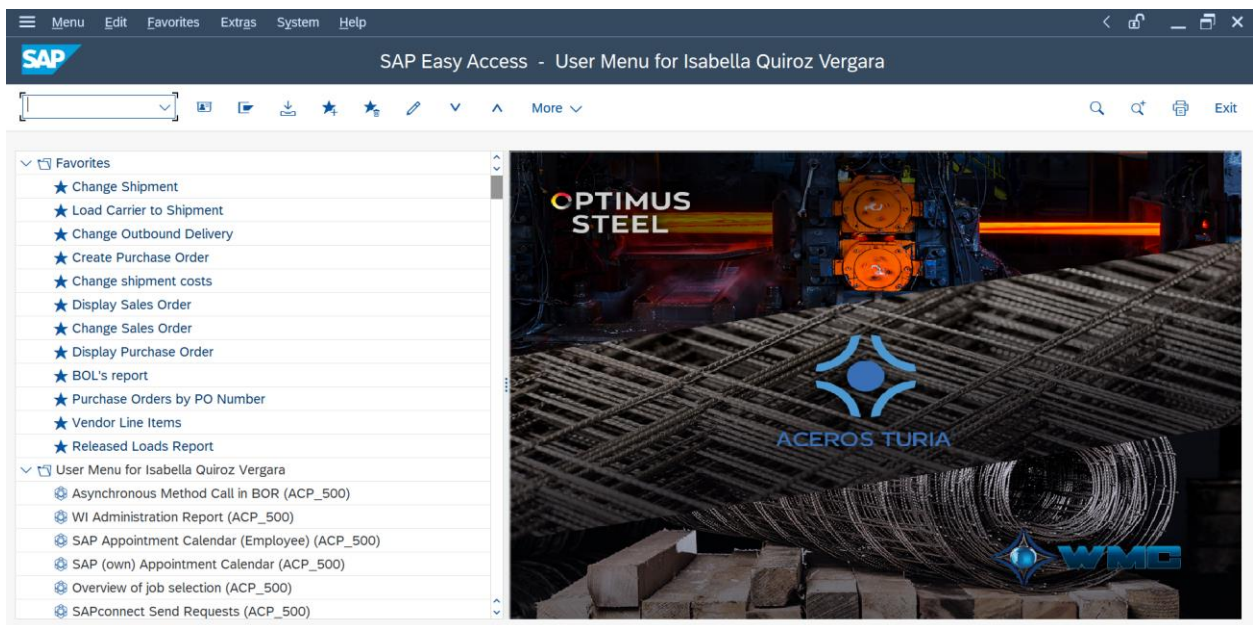 Menu Edit Favorites Extras System Help
SAP SAP Easy Access - User Menu for Isabella Quiroz Vergara
More Exit
Favorites
Change Shipment
Load Carrier to Shipment
Change Outbound Delivery
Create Purchase Order
Change shipment costs
Display Sales Order
Change Sales Order
Display Purchase Order
BOL's report
Purchase Orders by PO Number
Vendor Line Items
Released Loads Report
User Menu for Isabella Quiroz Vergara
Asynchronous Method Call in BOR (ACP_500)
WI Administration Report (ACP_500)
SAP Appointment Calendar (Employee) (ACP_500)
SAP (own) Appointment Calendar (ACP_500)
Overview of job selection (ACP_500)
SAPconnect Send Requests (ACP_500)
OPTIMUS
STEEL
ACEROS TURIA
WMC